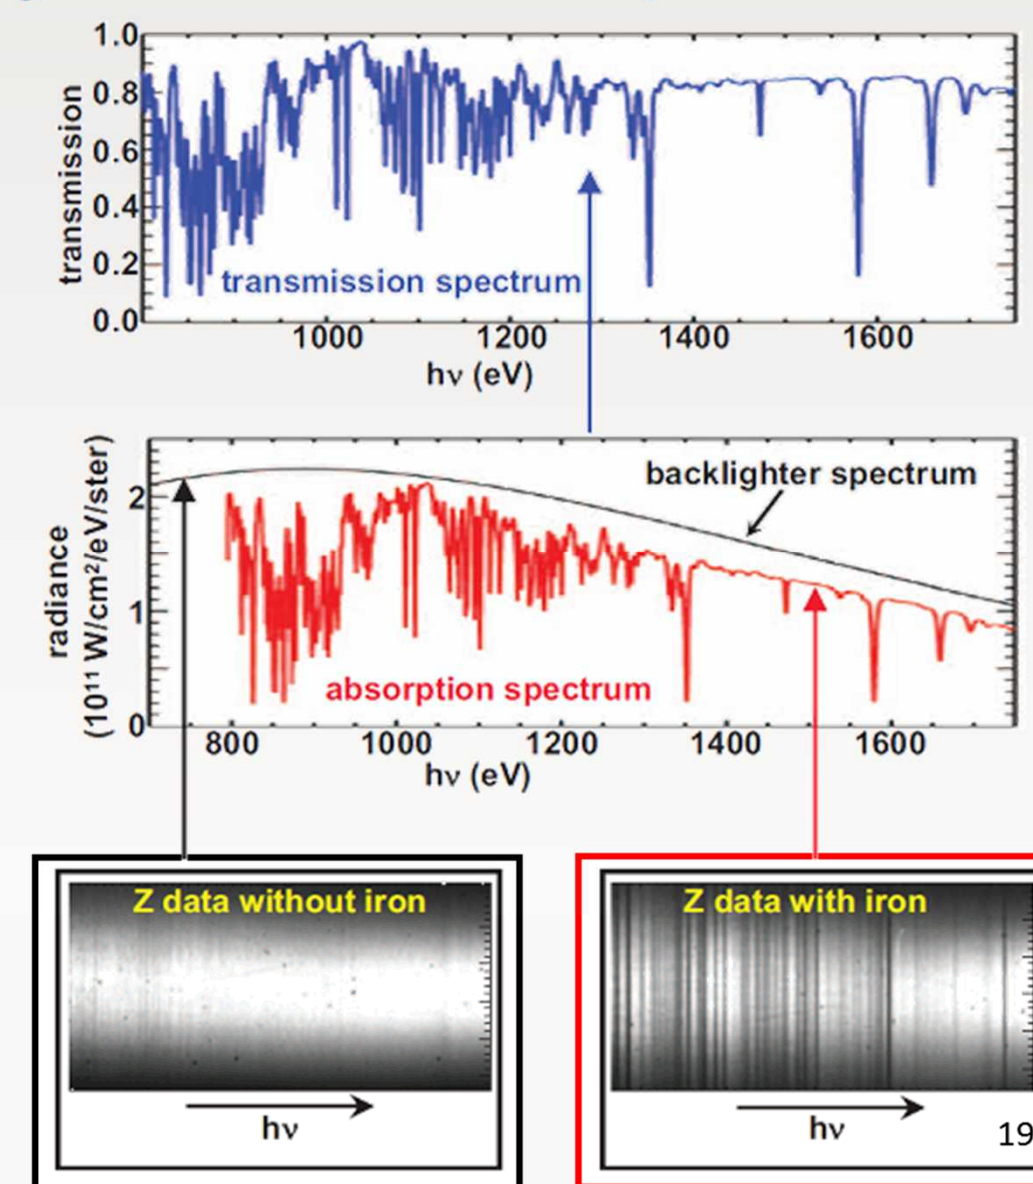 1.0
0.8
0.6
0.4
0.2
0.0
transmission
transmission spectrum
1000 1200 1400 1600
hν (eV)
radiance
(10¹¹ W/cm²/eV/ster)
2
1
0
backlighter spectrum
absorption spectrum
800 1000 1200 1400 1600
hν (eV)
Z data without iron
hν
Z data with iron
hν
19